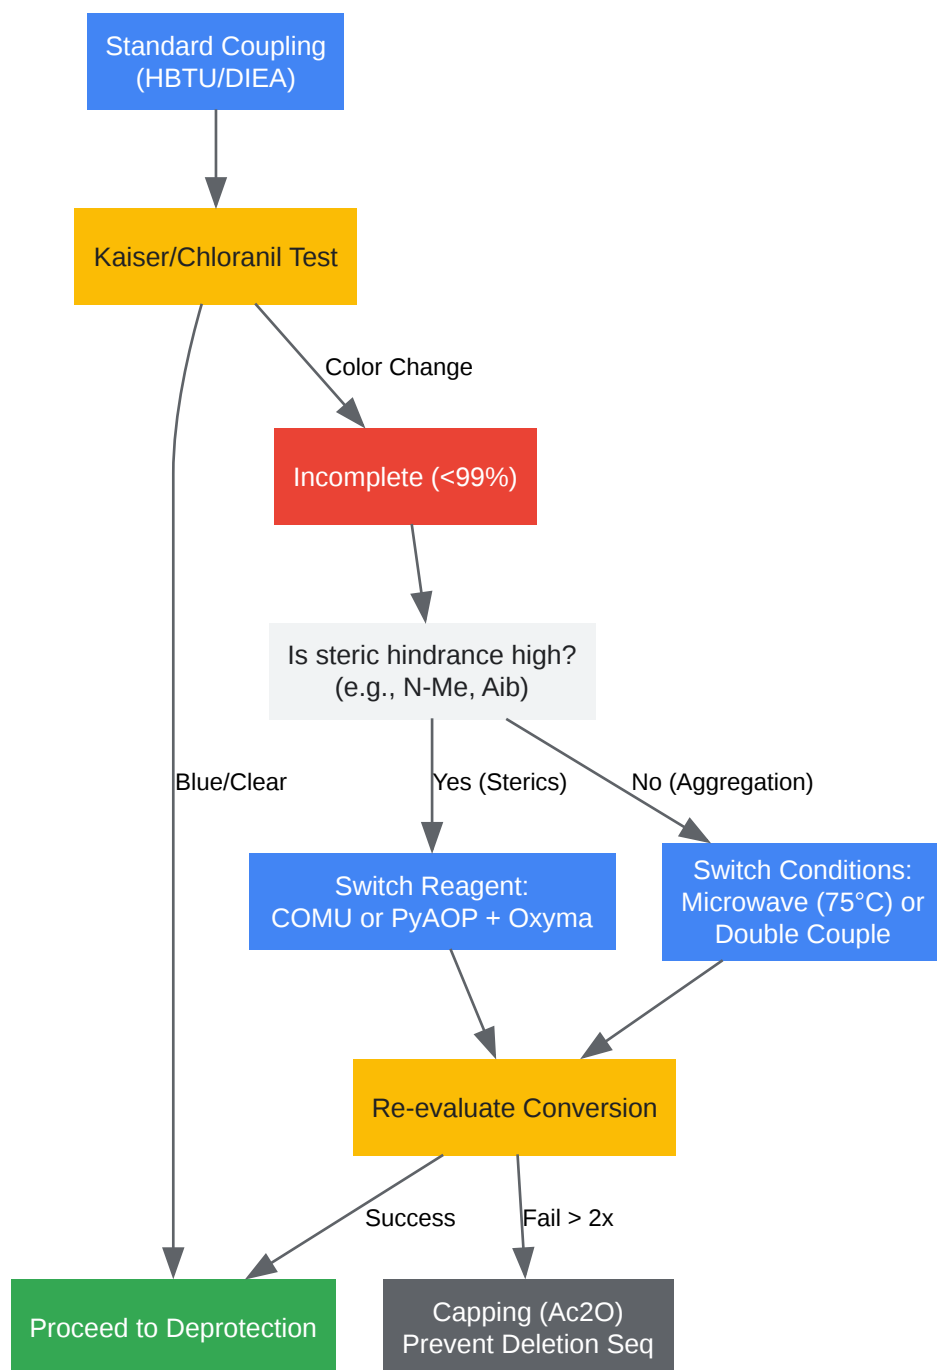 Standard Coupling
(HBTU/DIEA)
Kaiser/Chloranil Test
Color Change
Incomplete (<99%)
Is steric hindrance high?
(e.g., N-Me, Aib)
Blue/Clear
Yes (Sterics)
No (Aggregation)
Switch Reagent:
COMU or PyAOP + Oxyma
Switch Conditions:
Microwave (75°C) or
Double Couple
Re-evaluate Conversion
Success
Fail > 2x
Proceed to Deprotection
Capping (Ac2O)
Prevent Deletion Seq